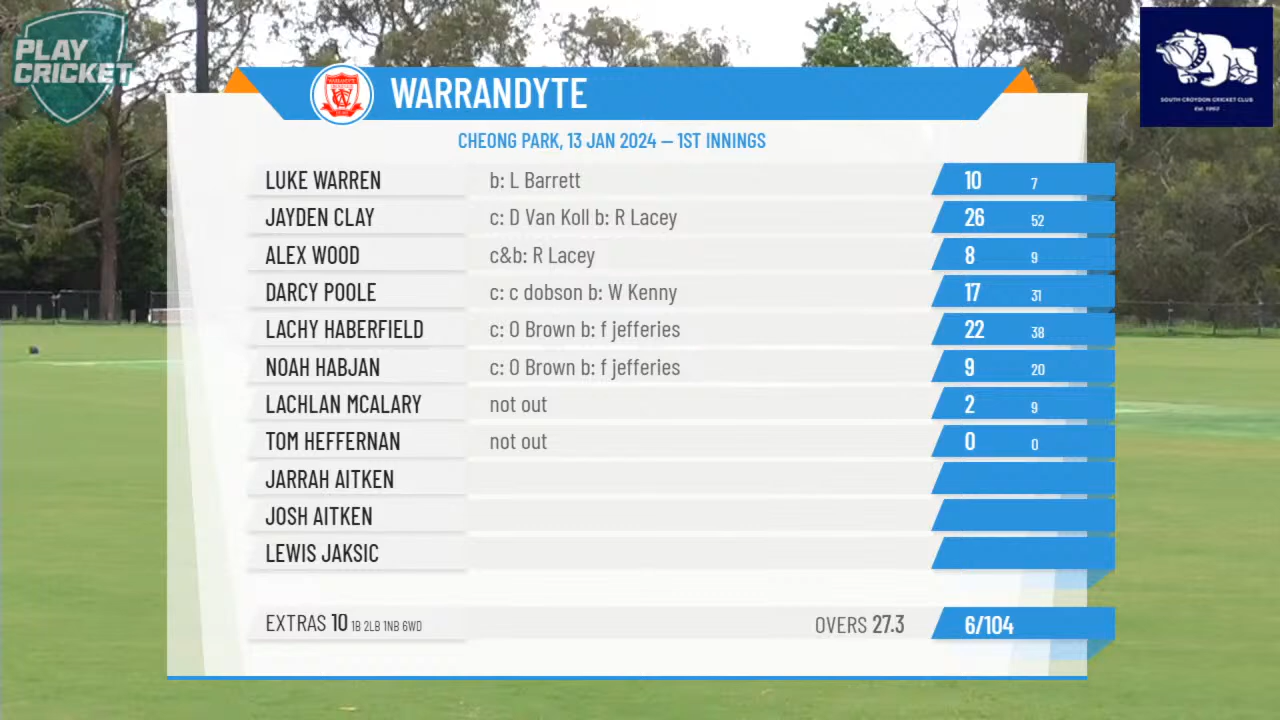 PLAY
CRICKET
WARRANDYTE
SOUTH CROYDON CRICKET CLUB
CHEONG PARK, 13 JAN 2024 – 1ST INNINGS
LUKE WARREN b: L Barrett 10 7
JAYDEN CLAY c: D Van Koll b: R Lacey 26 52
ALEX WOOD c&b: R Lacey 8 9
DARCY POOLE c: c dobson b: W Kenny 17 31
LACHY HABERFIELD c: O Brown b: f jefferies 22 38
NOAH HABJAN c: O Brown b: f jefferies 9 20
LACHLAN MCALARY not out 2 9
TOM HEFFERNAN not out 0 0
JARRAH AITKEN
JOSH AITKEN
LEWIS JAKSIC
EXTRAS 10 1B 2LB 1NB 6WD OVERS 27.3 6/104